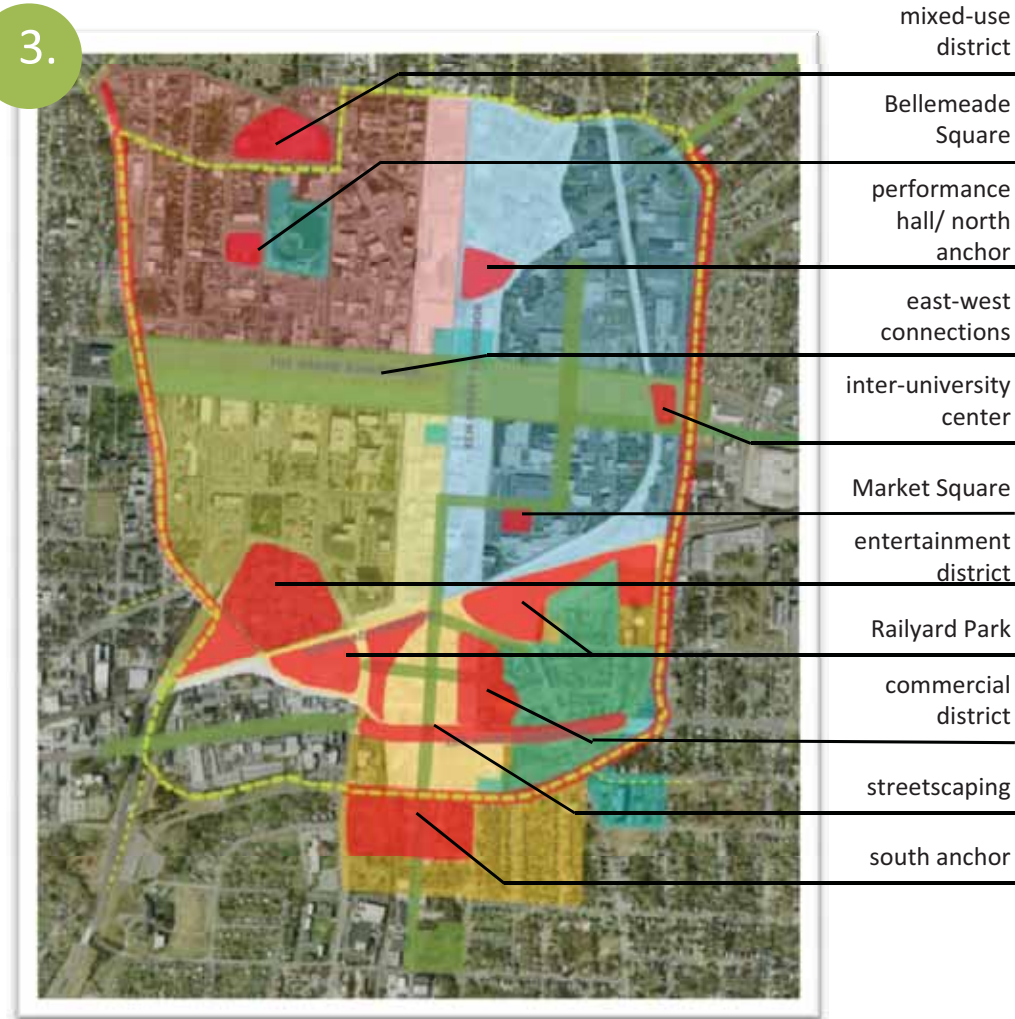 3.
mixed-use
district
Bellemeade
Square
performance
hall/ north
anchor
east-west
connections
inter-university
center
Market Square
entertainment
district
Railyard Park
commercial
district
streetscaping
south anchor